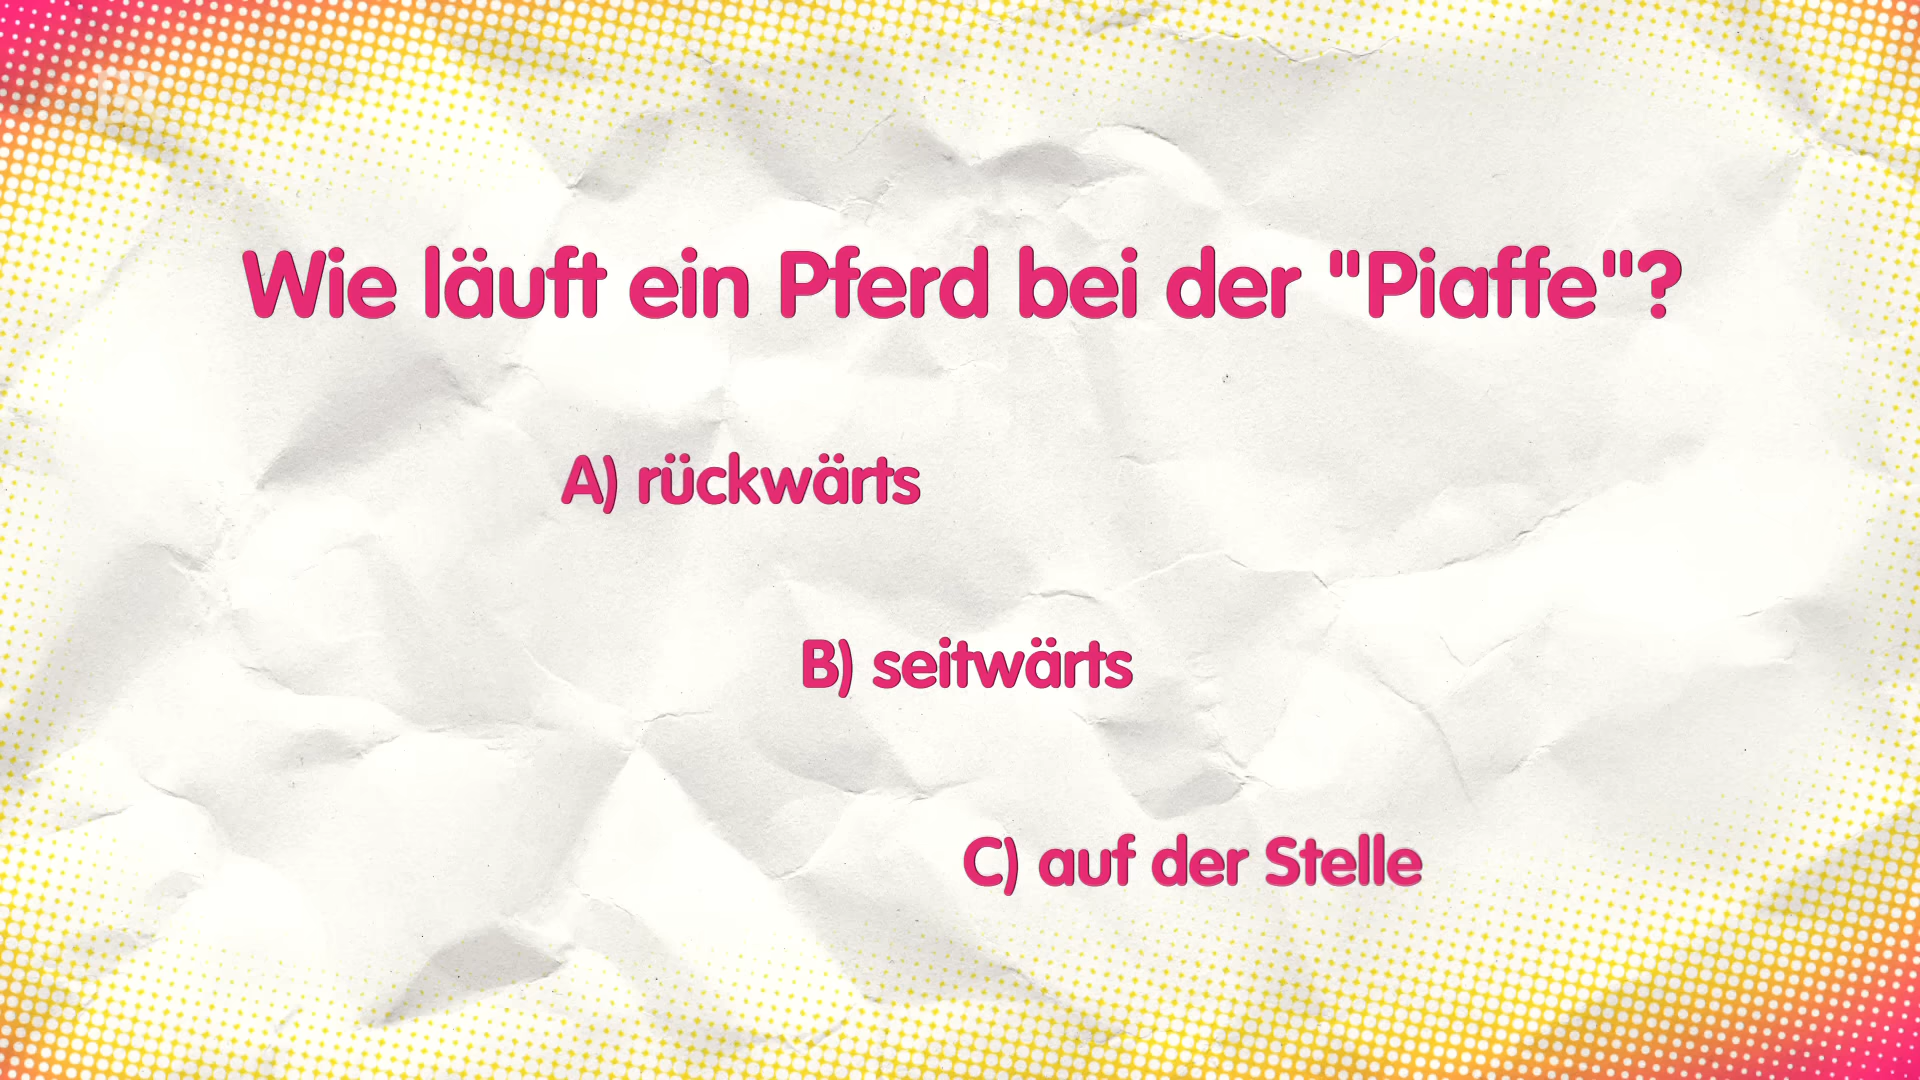 Wie läuft ein Pferd bei der "Piaffe"?
A) rückwärts
B) seitwärts
C) auf der Stelle